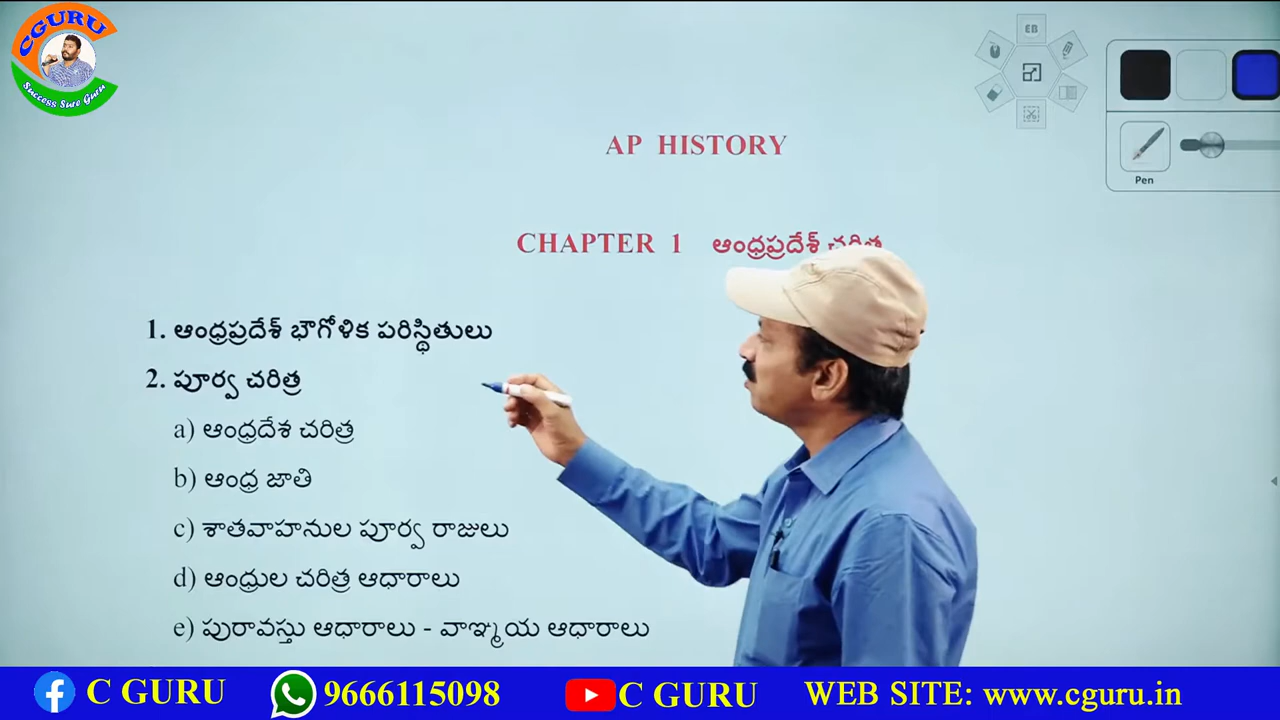 CGURU
Success Sure Guru
AP HISTORY
Pen
CHAPTER 1 ఆంధ్రప్రదేశ్ చరిత్ర
1. ఆంధ్రప్రదేశ్ భౌగోళిక పరిస్థితులు
2. పూర్వ చరిత్ర
a) ఆంధ్రదేశ చరిత్ర
b) ఆంధ్ర జాతి
c) శాతవాహనుల పూర్వ రాజులు
d) ఆంధ్రుల చరిత్ర ఆధారాలు
e) పురావస్తు ఆధారాలు - వాఞ్మయ ఆధారాలు
C GURU 9666115098 C GURU WEB SITE: www.cguru.in